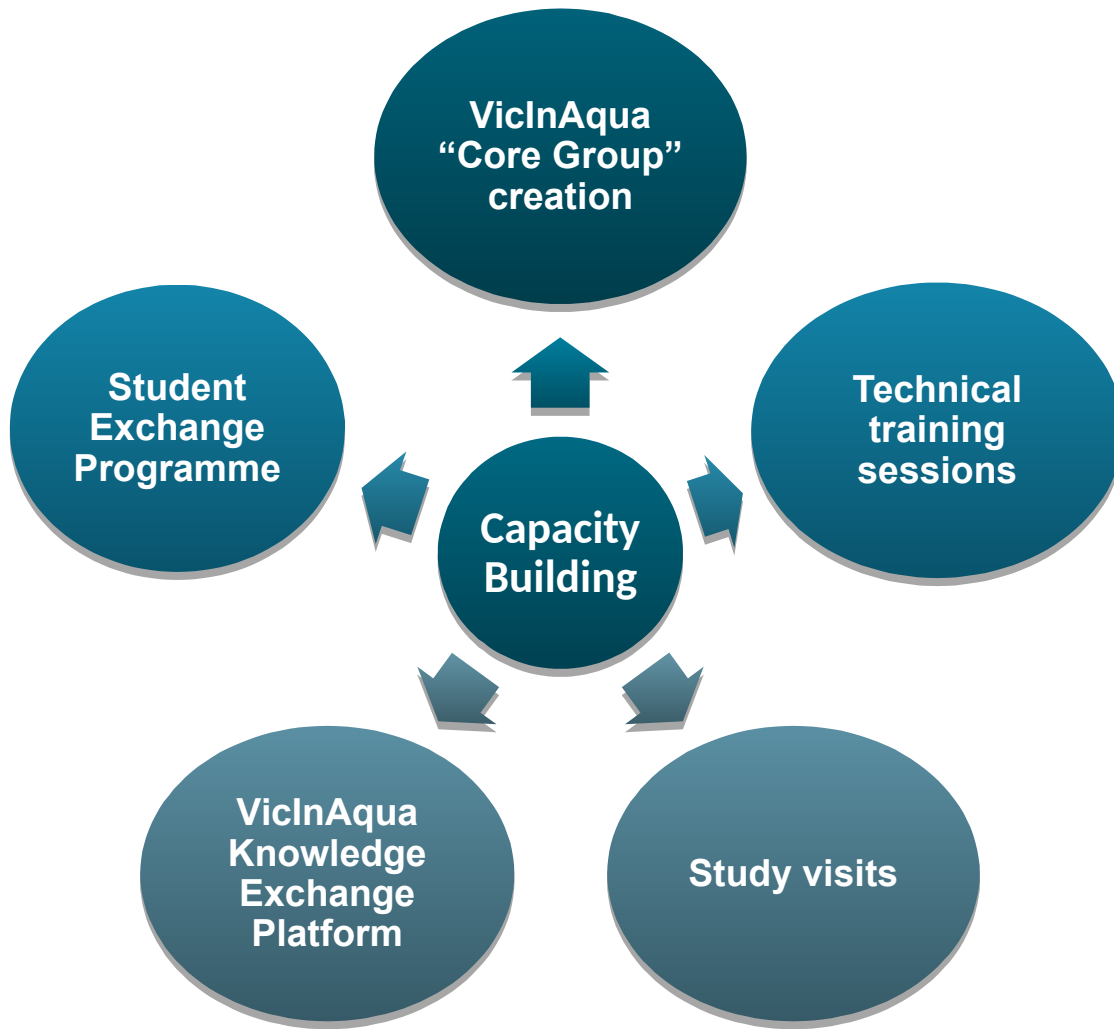 VicInAqua
“Core Group”
creation
Student
Exchange
Programme
Technical
training
sessions
Capacity
Building
VicInAqua
Knowledge
Exchange
Platform
Study visits